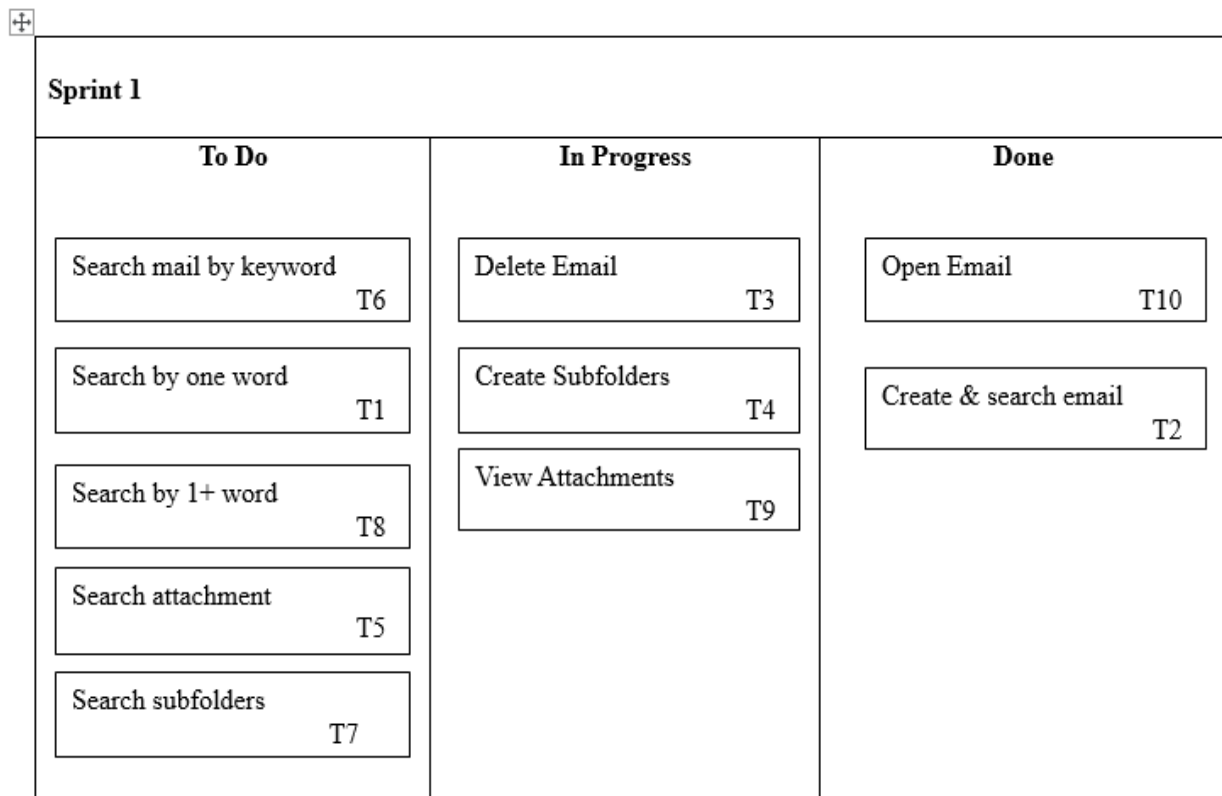 Sprint 1
To Do
Search mail by keyword
T6
Search by one word
T1
Search by 1+ word
T8
Search attachment
T5
Search subfolders
T7
In Progress
Delete Email
T3
Create Subfolders
T4
View Attachments
T9
Done
Open Email
T10
Create & search email
T2